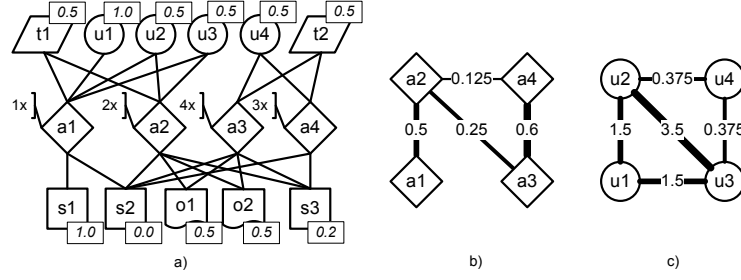 0.5 1.0 0.5 0.5 0.5 0.5
t1 u1 u2 u3 u4 t2
1x 2x 4x 3x
a1 a2 a3 a4
s1 s2 o1 o2 s3
1.0 0.0 0.5 0.5 0.2
a)
a2 0.125 a4
0.5 0.25 0.6
a1 a3
b)
u2 0.375 u4
1.5 3.5 0.375
u1 1.5 u3
c)